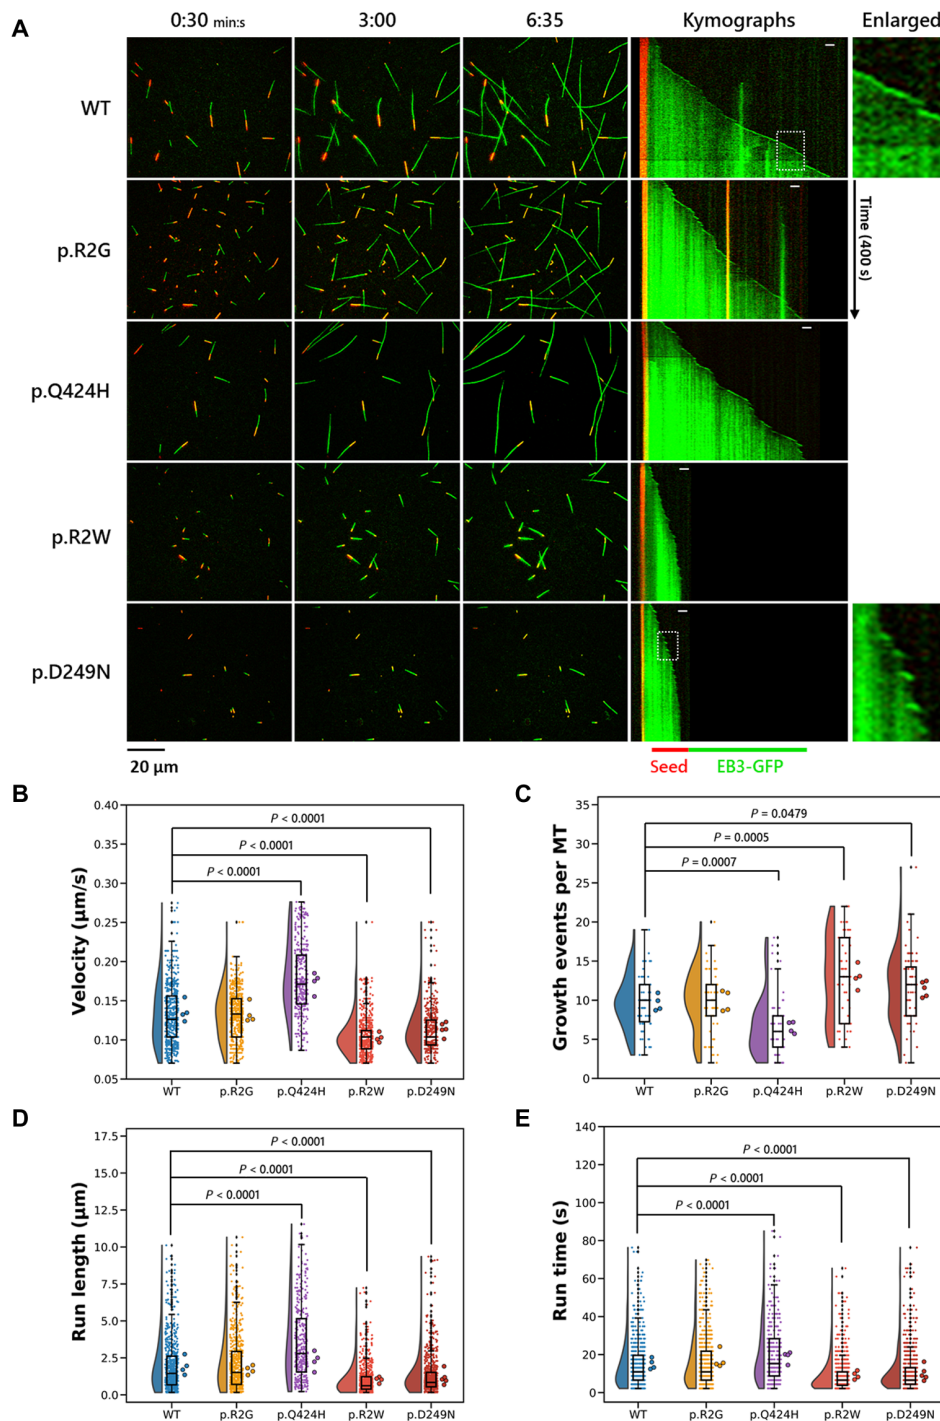 A
0:30 min:s 3:00 6:35 Kymographs Enlarged
WT
p.R2G
Time (400 s)
p.Q424H
p.R2W
p.D249N
20 µm
Seed EB3-GFP
B
Velocity (µm/s)
0.40
0.35
0.30
0.25
0.20
0.15
0.10
0.05
P < 0.0001
P < 0.0001
P < 0.0001
WT p.R2G p.Q424H p.R2W p.D249N
C
Growth events per MT
35
30
25
20
15
10
5
0
P = 0.0479
P = 0.0005
P = 0.0007
WT p.R2G p.Q424H p.R2W p.D249N
D
Run length (µm)
17.5
15.0
12.5
10.0
7.5
5.0
2.5
0.0
P < 0.0001
P < 0.0001
P < 0.0001
WT p.R2G p.Q424H p.R2W p.D249N
E
Run time (s)
140
120
100
80
60
40
20
0
P < 0.0001
P < 0.0001
P < 0.0001
WT p.R2G p.Q424H p.R2W p.D249N